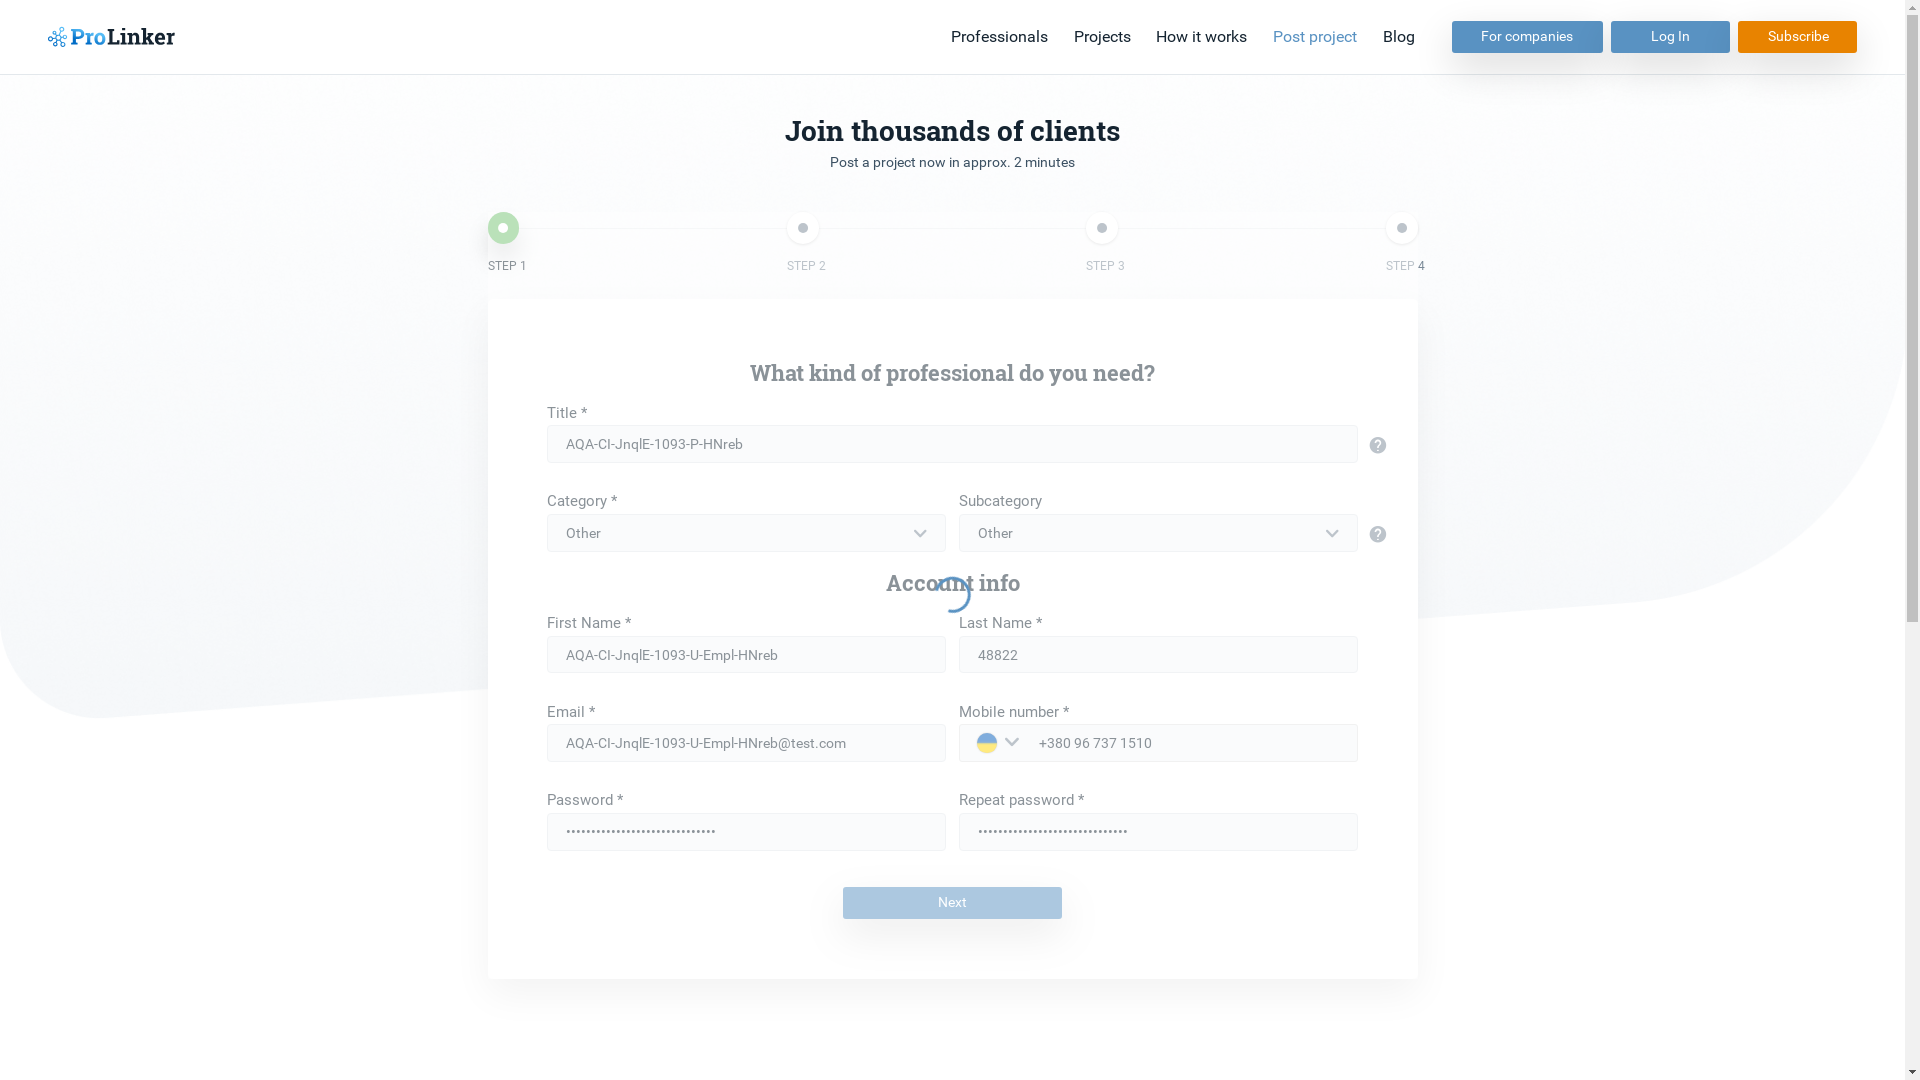 ProLinker
Professionals Projects How it works Post project Blog For companies Log In Subscribe
Join thousands of clients
Post a project now in approx. 2 minutes
STEP 1 STEP 2 STEP 3 STEP 4
What kind of professional do you need?
Title *
AQA-CI-JnqlE-1093-P-HNreb
Category * Subcategory
Other Other
Account info
First Name * Last Name *
AQA-CI-JnqlE-1093-U-Empl-HNreb 48822
Email * Mobile number *
AQA-CI-JnqlE-1093-U-Empl-HNreb@test.com +380 96 737 1510
Password * Repeat password *
•••••••••••••••••••••••••••••• ••••••••••••••••••••••••••••••
Next